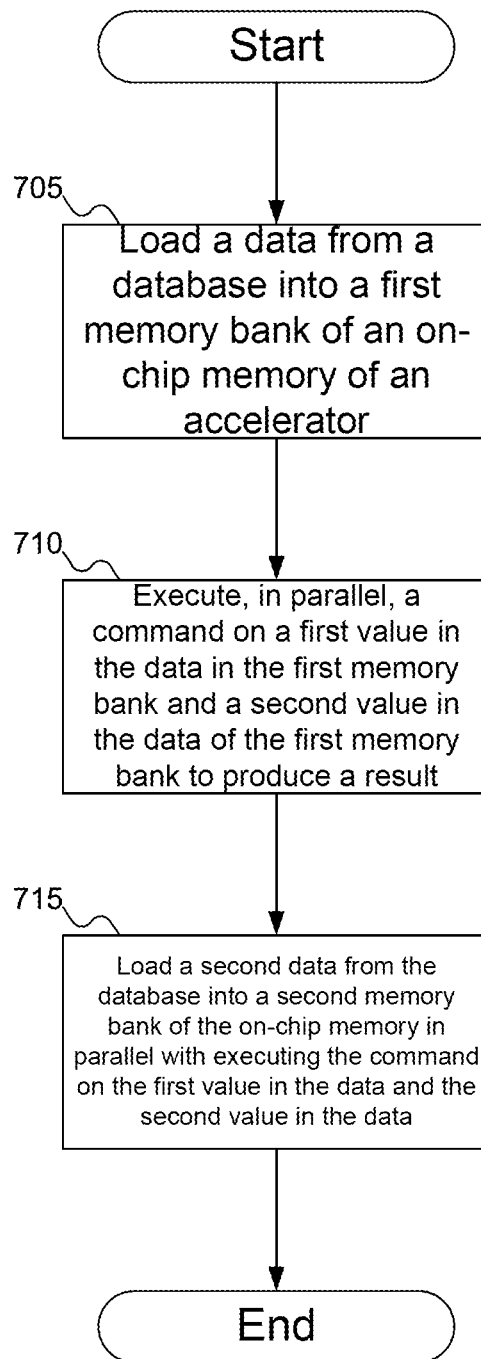 Start
705
Load a data from a
database into a first
memory bank of an on-
chip memory of an
accelerator
710
Execute, in parallel, a
command on a first value in
the data in the first memory
bank and a second value in
the data of the first memory
bank to produce a result
715
Load a second data from the
database into a second memory
bank of the on-chip memory in
parallel with executing the command
on the first value in the data and the
second value in the data
End